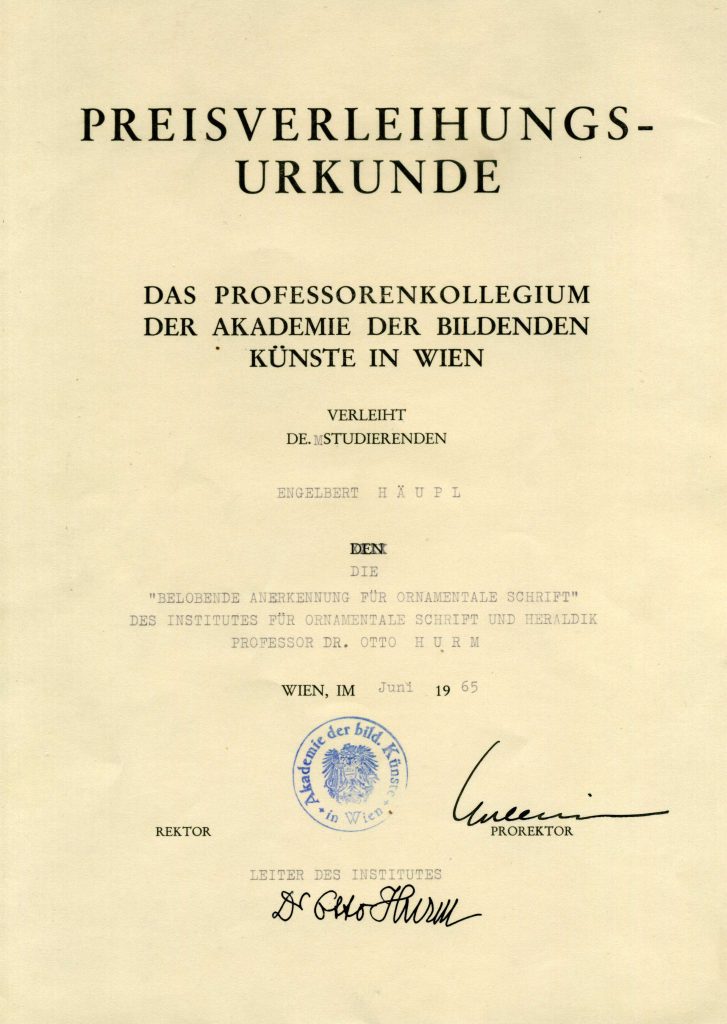 PREISVERLEIHUNGS-
URKUNDE
DAS PROFESSORENKOLLEGIUM
DER AKADEMIE DER BILDENDEN
KÜNSTE IN WIEN
VERLEIHT
DE.M STUDIERENDEN
ENGELBERT H Ä U P L
DEN
DIE
"BELOBENDE ANERKENNUNG FÜR ORNAMENTALE SCHRIFT"
DES INSTITUTES FÜR ORNAMENTALE SCHRIFT UND HERALDIK
PROFESSOR DR. OTTO H U R M
WIEN, IM Juni 19 65
Akademie der bild. Künste
+ in Wien +
REKTOR
PROREKTOR
LEITER DES INSTITUTES
Dr Otto Hurm